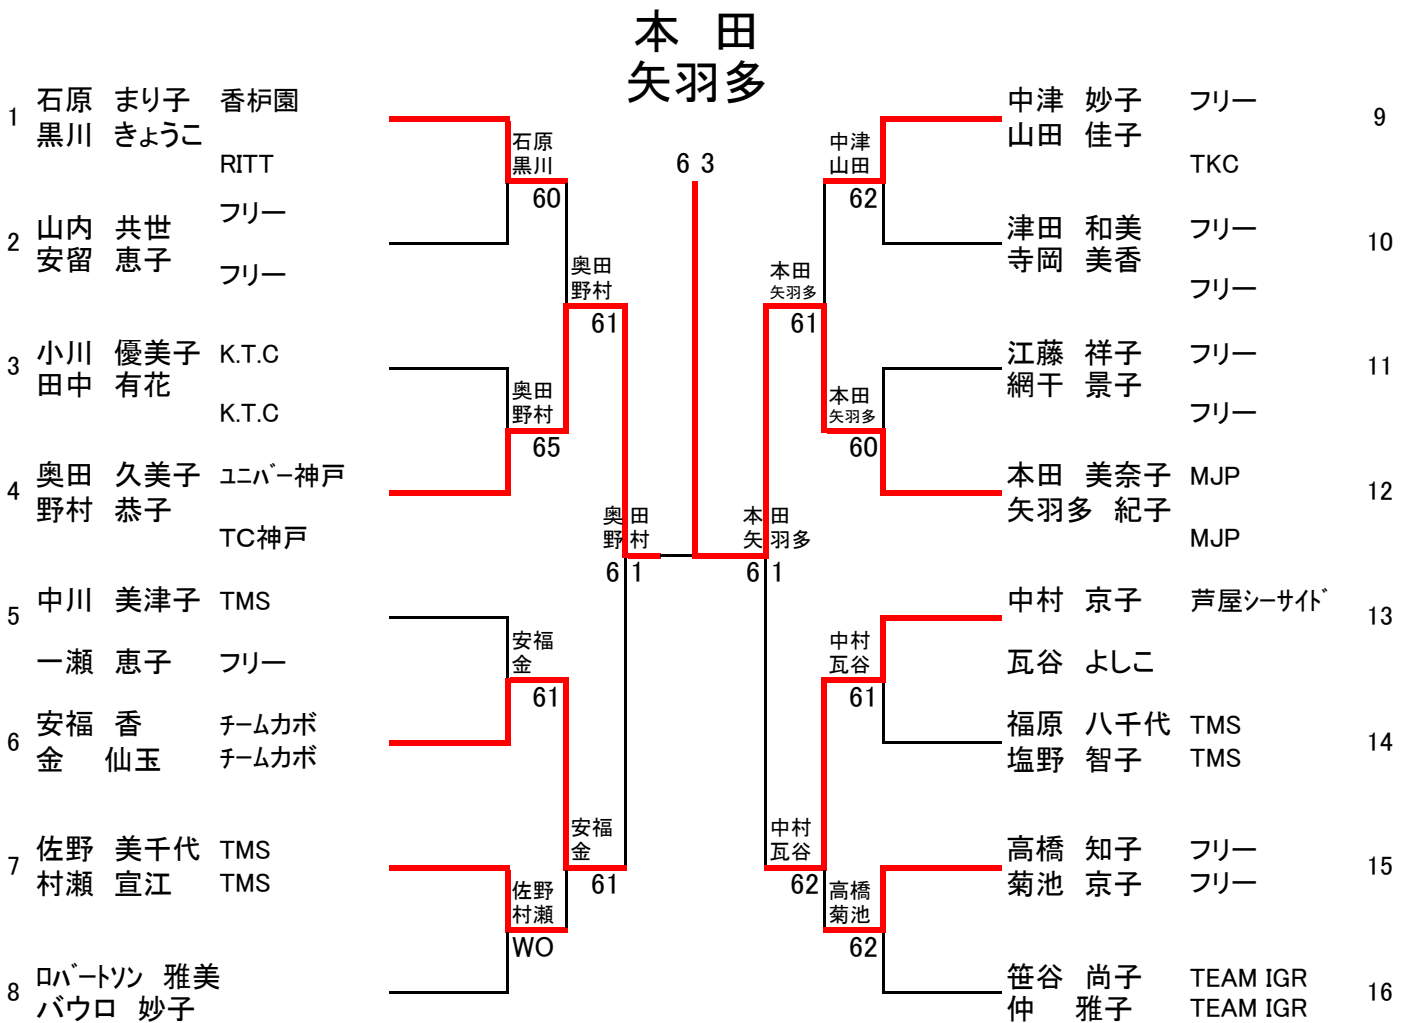 本　田
矢羽多
6 3
1 石原　まり子　香枦園
黒川　きょうこ
RITT
2 山内　共世　フリー
安留　恵子　フリー
3 小川　優美子　K.T.C
田中　有花　K.T.C
4 奥田　久美子　ﾕﾆﾊﾞｰ神戸
野村　恭子　TC神戸
5 中川　美津子　TMS
一瀬　恵子　フリー
6 安福　香　チームカボ
金　仙玉　チームカボ
7 佐野　美千代　TMS
村瀬　宣江　TMS
8 ﾛﾊﾞｰﾄソン　雅美
バウロ　妙子
石原
黒川
60
奥田
野村
65
安福
金
61
佐野
村瀬
WO
奥田
野村
61
安福
金
61
奥田
野村
6 1
本　田
矢羽多
6 1
本田
矢羽多
61
中村
瓦谷
62
中津
山田
62
本田
矢羽多
60
中村
瓦谷
61
高橋
菊池
62
中津　妙子　フリー 9
山田　佳子　TKC
津田　和美　フリー 10
寺岡　美香　フリー
江藤　祥子　フリー 11
網干　景子　フリー
本田　美奈子　MJP 12
矢羽多　紀子　MJP
中村　京子　芦屋ｼｰｻｲﾄﾞ 13
瓦谷　よしこ
福原　八千代　TMS 14
塩野　智子　TMS
高橋　知子　フリー 15
菊池　京子　フリー
笹谷　尚子　TEAM IGR 16
仲　雅子　TEAM IGR